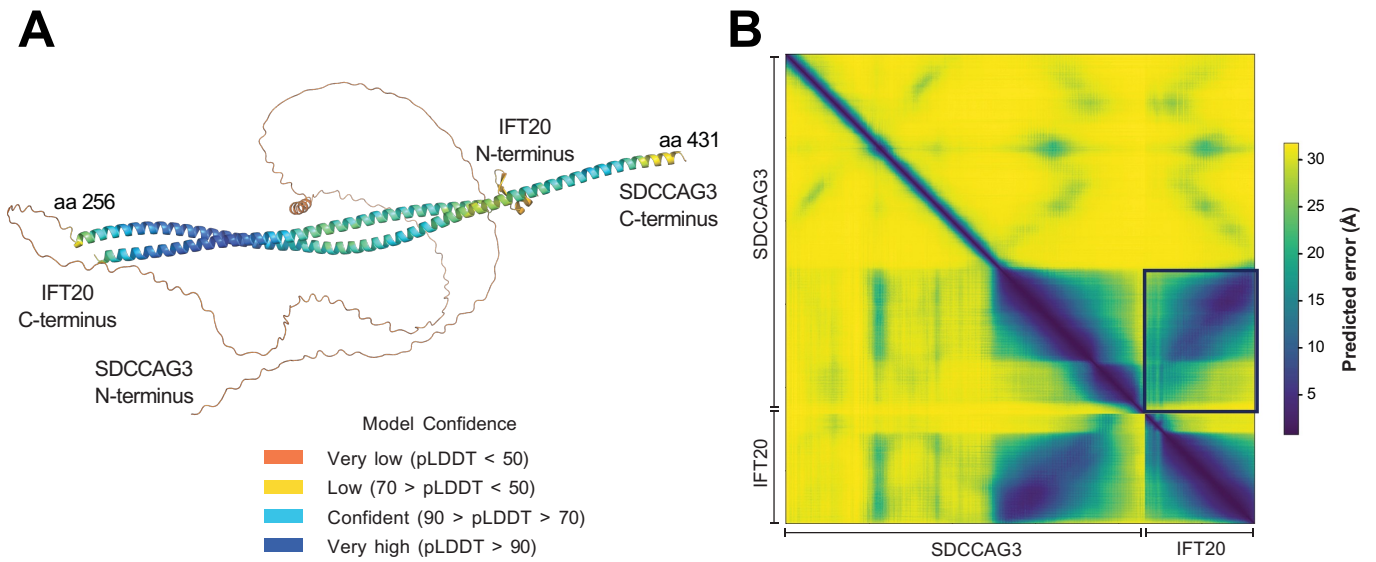 A
B
IFT20
N-terminus
aa 431
SDCCAG3
C-terminus
aa 256
IFT20
C-terminus
SDCCAG3
N-terminus
Model Confidence
Very low (pLDDT < 50)
Low (70 > pLDDT < 50)
Confident (90 > pLDDT > 70)
Very high (pLDDT > 90)
SDCCAG3
IFT20
SDCCAG3
IFT20
30
25
20
15
10
5
Predicted error (Å)